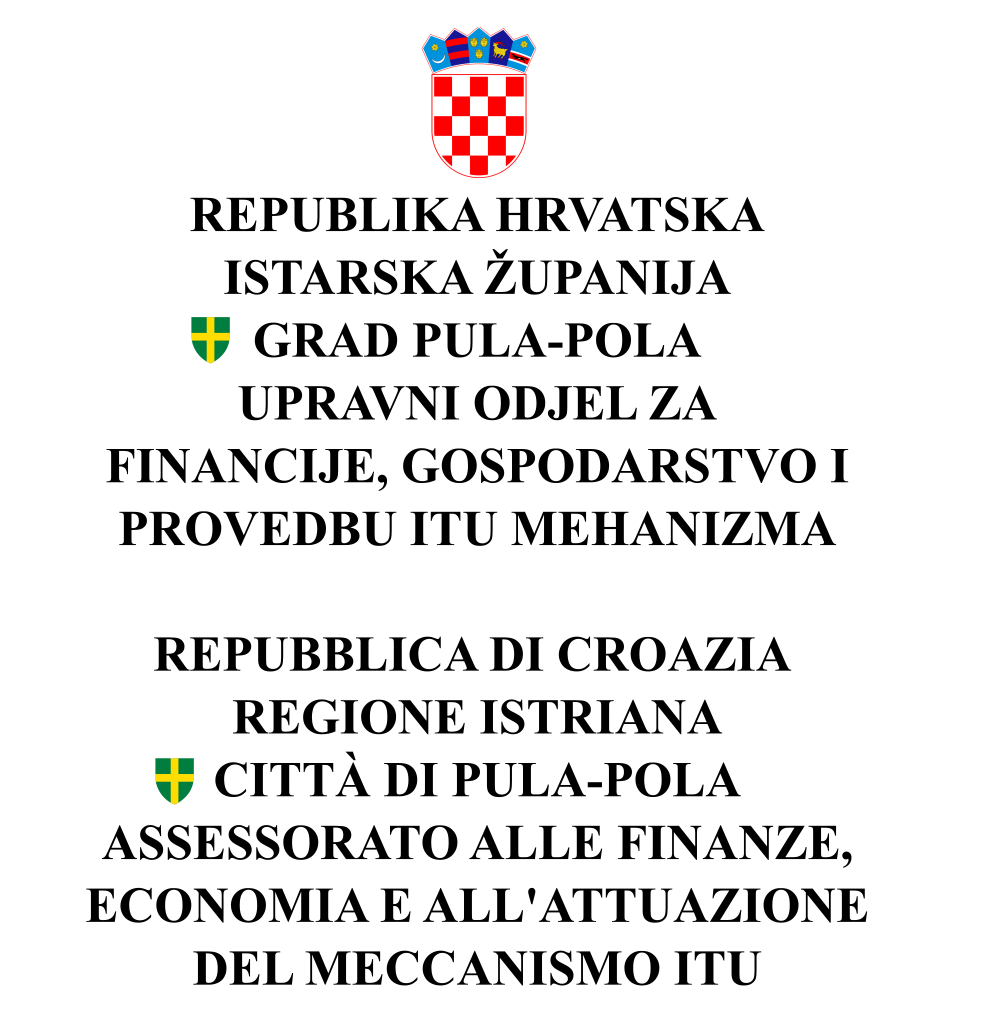 REPUBLIKA HRVATSKA
ISTARSKA ŽUPANIJA
GRAD PULA-POLA
UPRAVNI ODJEL ZA
FINANCIJE, GOSPODARSTVO I
PROVEDBU ITU MEHANIZMA
REPUBBLICA DI CROAZIA
REGIONE ISTRIANA
CITTÀ DI PULA-POLA
ASSESSORATO ALLE FINANZE,
ECONOMIA E ALL'ATTUAZIONE
DEL MECCANISMO ITU